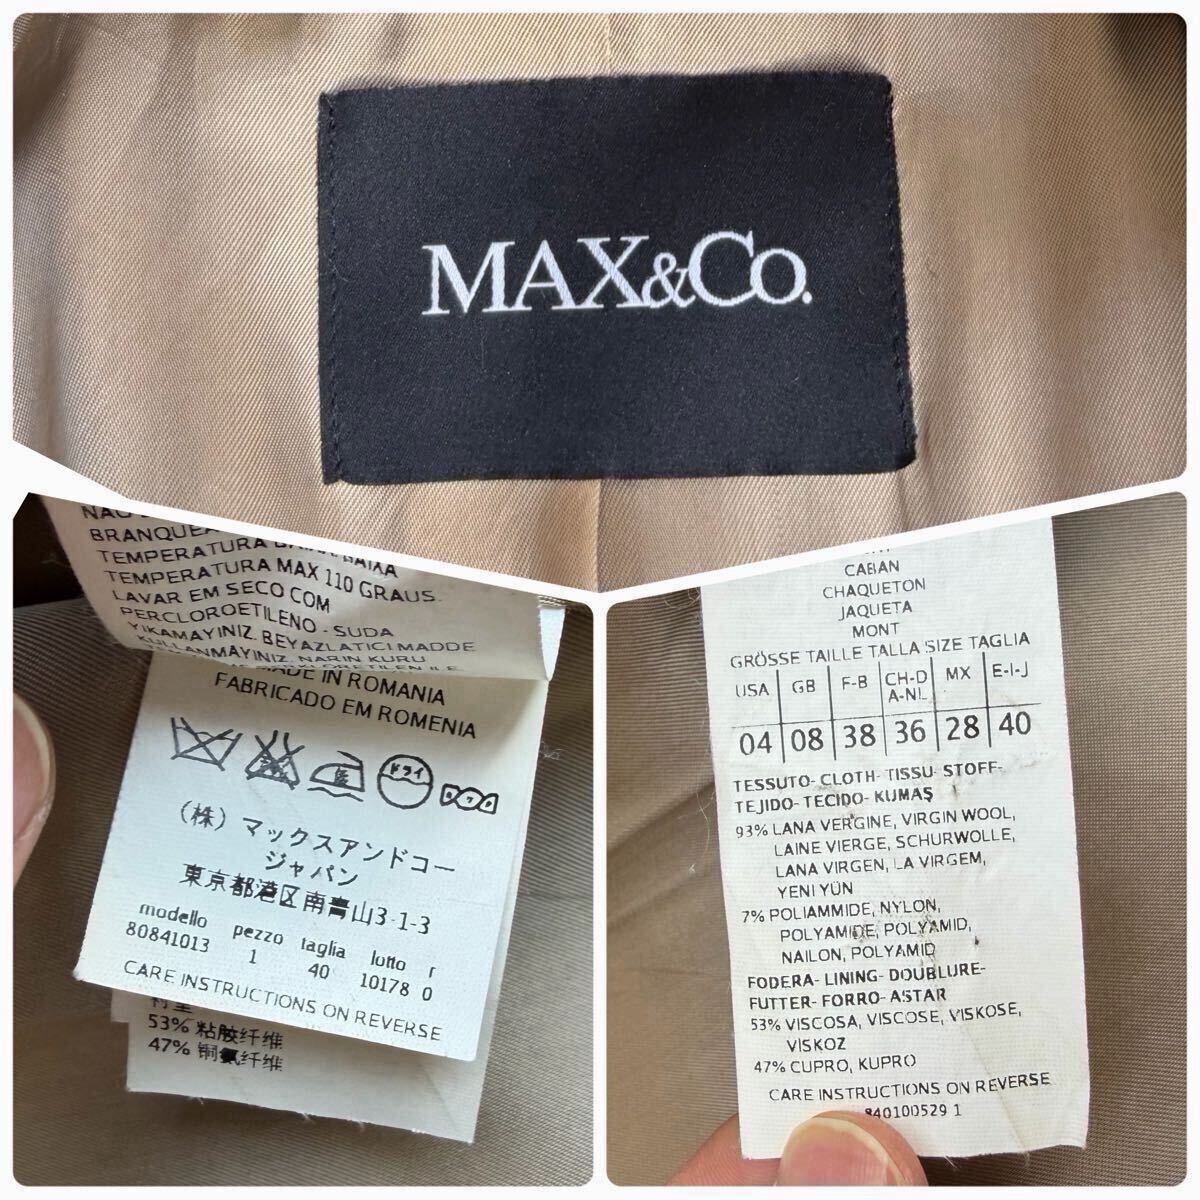 MAX&Co.
BRANQUEA
TEMPERATURA BAIXA
TEMPERATURA MAX 110 GRAUS.
LAVAR EM SECO COM
PERCLOROETILENO - SUDA
YIKAMAYINIZ. BEYAZLATICI MADDE
KULLANMAYINIZ. NARIN KURU
MADE IN ROMANIA
FABRICADO EM ROMENIA
ドライ
(株) マックスアンドコー
ジャパン
東京都港区南青山3-1-3
modello pezzo taglia lotto r
80841013 1 40 10178 0
CARE INSTRUCTIONS ON REVERSE
53% 粘胶纤维
47% 铜氨纤维
CABAN
CHAQUETON
JAQUETA
MONT
GRÖSSE TAILLE TALLA SIZE TAGLIA
USA GB F-B CH-D A-NL MX E-I-J
04 08 38 36 28 40
TESSUTO- CLOTH- TISSU- STOFF-
TEJIDO- TECIDO- KUMAŞ
93% LANA VERGINE, VIRGIN WOOL,
LAINE VIERGE, SCHURWOLLE,
LANA VIRGEN, LA VIRGEM,
YENI YÜN
7% POLIAMMIDE, NYLON,
POLYAMIDE, POLYAMID,
NAILON, POLYAMID
FODERA- LINING- DOUBLURE-
FUTTER- FORRO- ASTAR
53% VISCOSA, VISCOSE, VISKOSE,
VISKOZ
47% CUPRO, KUPRO
CARE INSTRUCTIONS ON REVERSE
840100529 1